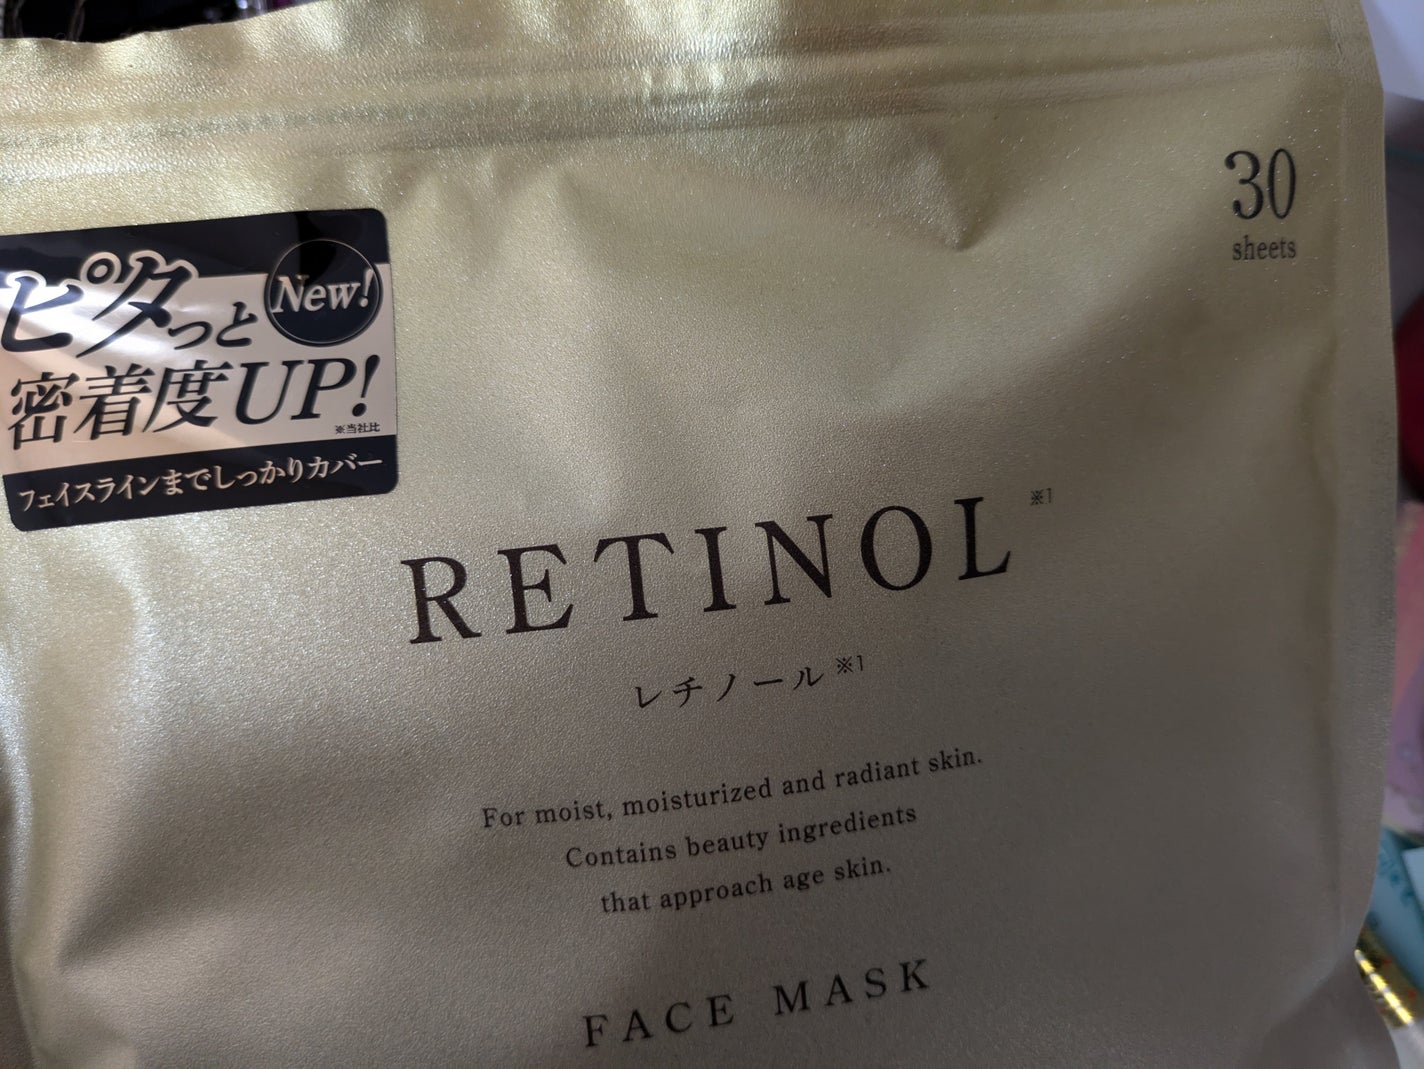 30
sheets
New!
ピタっと
密着度UP!
※当社比
フェイスラインまでしっかりカバー
RETINOL ※1
レチノール ※1
For moist, moisturized and radiant skin.
Contains beauty ingredients
that approach age skin.
FACE MASK